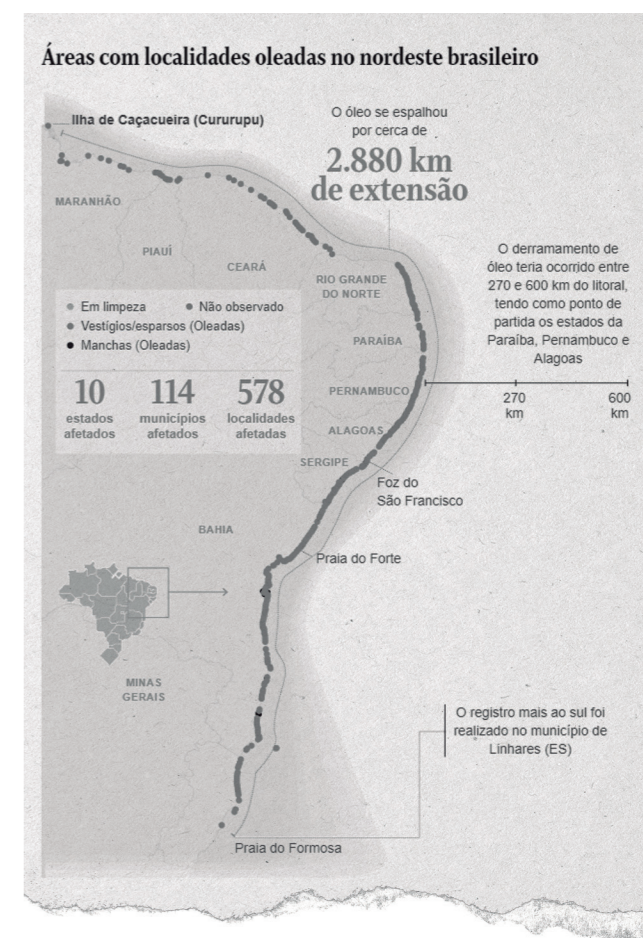 Áreas com localidades oleadas no nordeste brasileiro
Ilha de Caçacueira (Cururupu)
O óleo se espalhou
por cerca de
2.880 km
de extensão
MARANHÃO
PIAUÍ
CEARÁ
RIO GRANDE
DO NORTE
O derramamento de
óleo teria ocorrido entre
270 e 600 km do litoral,
tendo como ponto de
partida os estados da
Paraíba, Pernambuco e
Alagoas
270
km
600
km
Em limpeza
Não observado
Vestígios/esparsos (Oleadas)
Manchas (Oleadas)
10
estados
afetados
114
municípios
afetados
578
localidades
afetadas
PARAÍBA
PERNAMBUCO
ALAGOAS
SERGIPE
Foz do
São Francisco
BAHIA
Praia do Forte
MINAS
GERAIS
O registro mais ao sul foi
realizado no município de
Linhares (ES)
Praia do Formosa